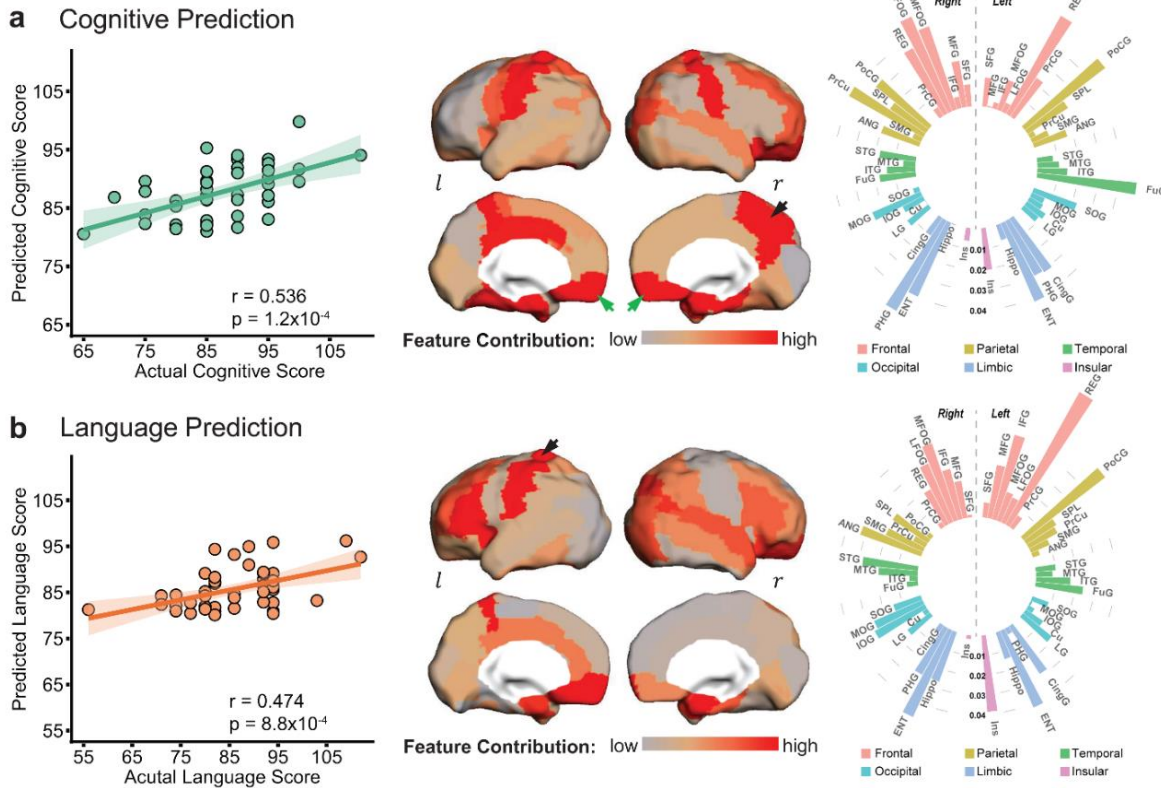 a Cognitive Prediction
Predicted Cognitive Score
105
95
85
75
65
65 75 85 95 105
Actual Cognitive Score
r = 0.536
p = 1.2x10-4
l r
Feature Contribution: low high
Right Left
REG
MFOG
PrCG
IFG
MFG
SFG
PoCG
SPL
PrCu
SMG
ANG
STG
MTG
ITG
FuG
SOG
MOG
IOG
Cu
LG
CingG
Hippo
PHG
ENT
Ins
SFG
MFG
IFG
MFOG
LFOG
PrCG
PoCG
SPL
PrCu
SMG
ANG
STG
MTG
ITG
SOG
MOG
IOG
Cu
LG
CingG
PHG
Hippo
ENT
Ins
0.01
0.02
0.03
0.04
Frontal Parietal Temporal
Occipital Limbic Insular
b Language Prediction
Predicted Language Score
105
95
85
75
65
55
55 65 75 85 95 105
Acutal Language Score
r = 0.474
p = 8.8x10-4
l r
Feature Contribution: low high
Right Left
MFOG
LFOG
REG
IFG
MFG
SFG
PrCG
SPL
PoCG
PrCu
SMG
ANG
STG
MTG
ITG
FuG
SOG
MOG
IOG
Cu
LG
CingG
PHG
Hippo
ENT
Ins
SFG
MFG
IFG
MFOG
LFOG
REG
PrCG
PoCG
SPL
PrCu
SMG
ANG
STG
MTG
ITG
FuG
SOG
MOG
IOG
Cu
LG
CingG
PHG
Hippo
ENT
Ins
0.01
0.02
0.03
0.04
Frontal Parietal Temporal
Occipital Limbic Insular